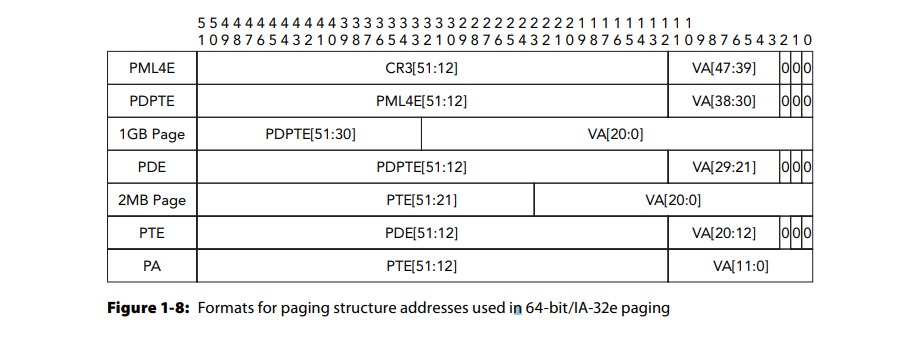 5 5 4 4 4 4 4 4 4 4 4 4 3 3 3 3 3 3 3 3 3 3 2 2 2 2 2 2 2 2 2 2 1 1 1 1 1 1 1 1 1 1
1 0 9 8 7 6 5 4 3 2 1 0 9 8 7 6 5 4 3 2 1 0 9 8 7 6 5 4 3 2 1 0 9 8 7 6 5 4 3 2 1 0 9 8 7 6 5 4 3 2 1 0
PML4E CR3[51:12] VA[47:39] 0 0 0
PDPTE PML4E[51:12] VA[38:30] 0 0 0
1GB Page PDPTE[51:30] VA[20:0]
PDE PDPTE[51:12] VA[29:21] 0 0 0
2MB Page PTE[51:21] VA[20:0]
PTE PDE[51:12] VA[20:12] 0 0 0
PA PTE[51:12] VA[11:0]
Figure 1-8: Formats for paging structure addresses used in 64-bit/IA-32e paging